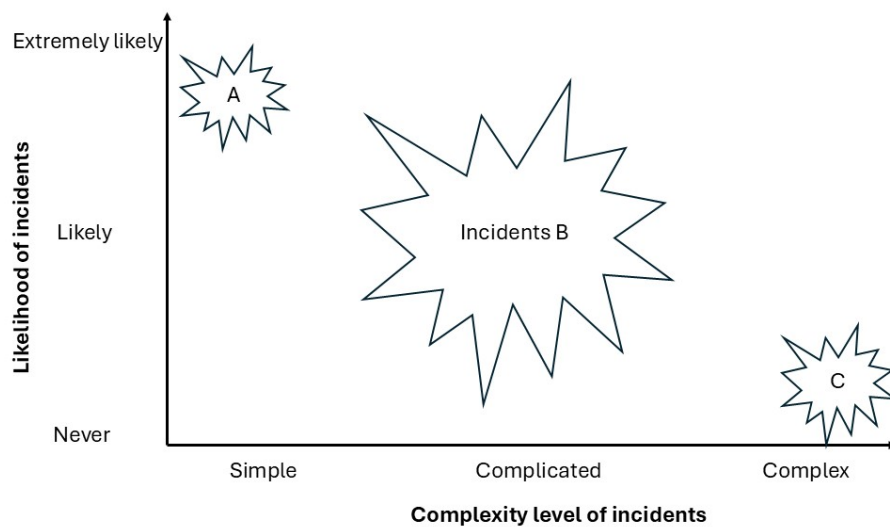 Extremely likely
A
Likelihood of incidents
Likely
Incidents B
C
Never
Simple
Complicated
Complex
Complexity level of incidents